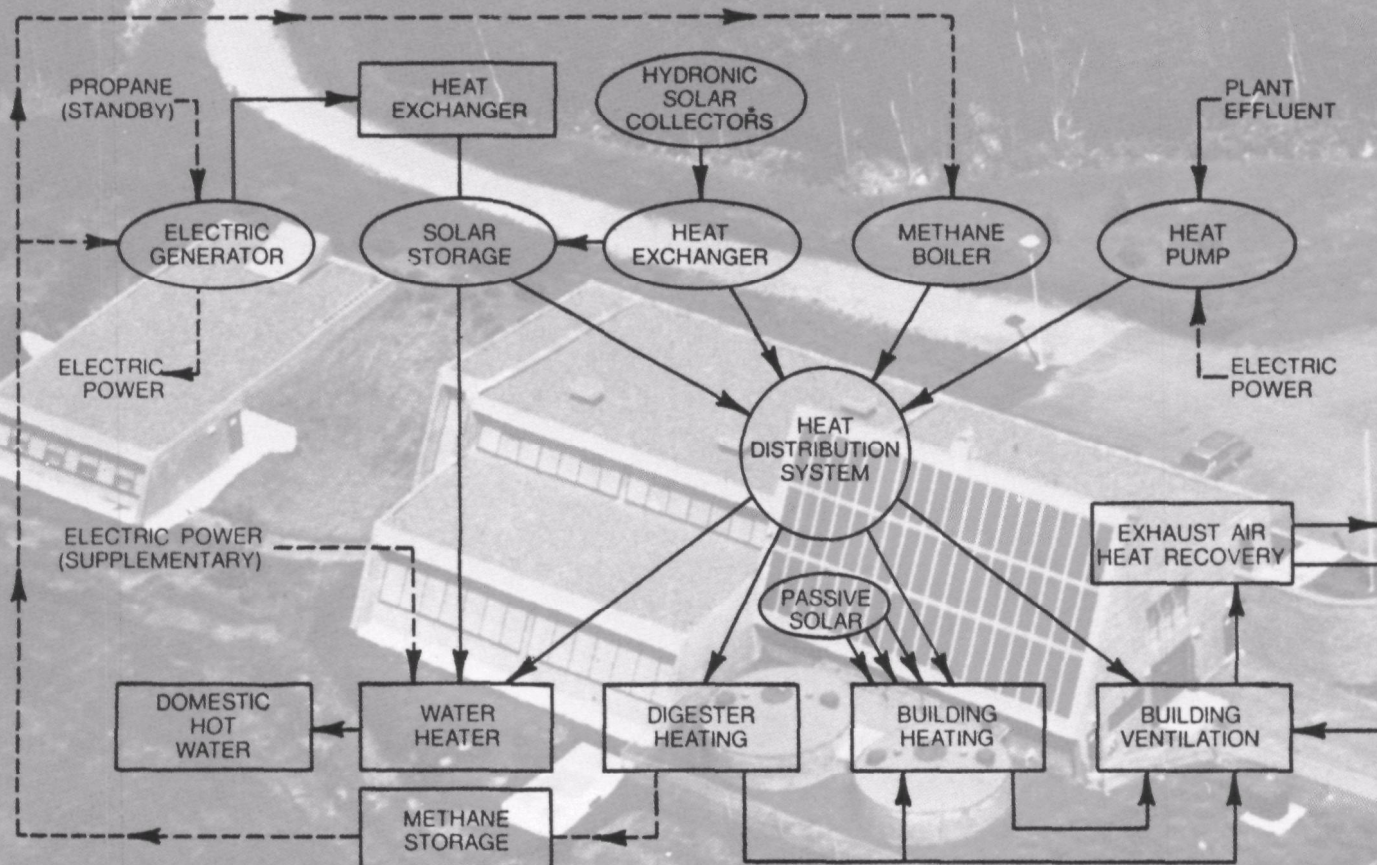 PROPANE
(STANDBY)
HEAT
EXCHANGER
HYDRONIC
SOLAR
COLLECTORS
PLANT
EFFLUENT
ELECTRIC
GENERATOR
SOLAR
STORAGE
HEAT
EXCHANGER
METHANE
BOILER
HEAT
PUMP
ELECTRIC
POWER
ELECTRIC
POWER
HEAT
DISTRIBUTION
SYSTEM
ELECTRIC POWER
(SUPPLEMENTARY)
EXHAUST AIR
HEAT RECOVERY
PASSIVE
SOLAR
DOMESTIC
HOT
WATER
WATER
HEATER
DIGESTER
HEATING
BUILDING
HEATING
BUILDING
VENTILATION
METHANE
STORAGE